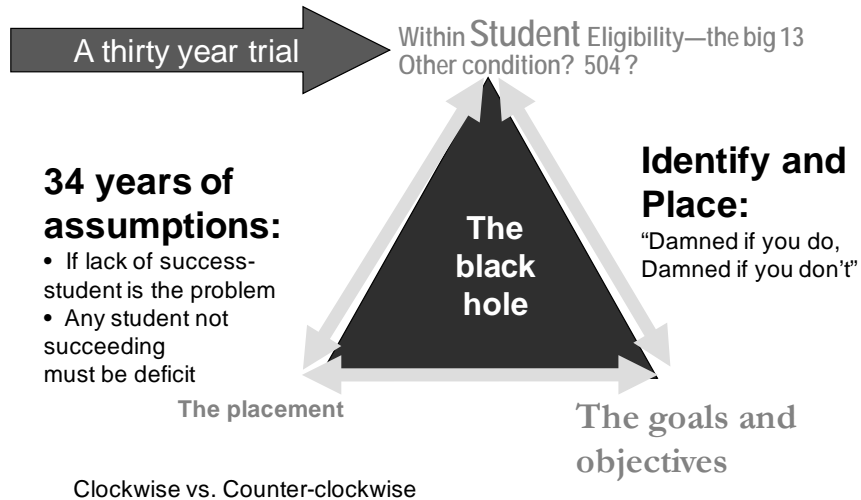 A thirty year trial
Within Student Eligibility—the big 13
Other condition? 504 ?
34 years of
assumptions:
• If lack of success-
student is the problem
• Any student not
succeeding
must be deficit
The
black
hole
Identify and
Place:
“Damned if you do,
Damned if you don’t”
The placement
The goals and
objectives
Clockwise vs. Counter-clockwise